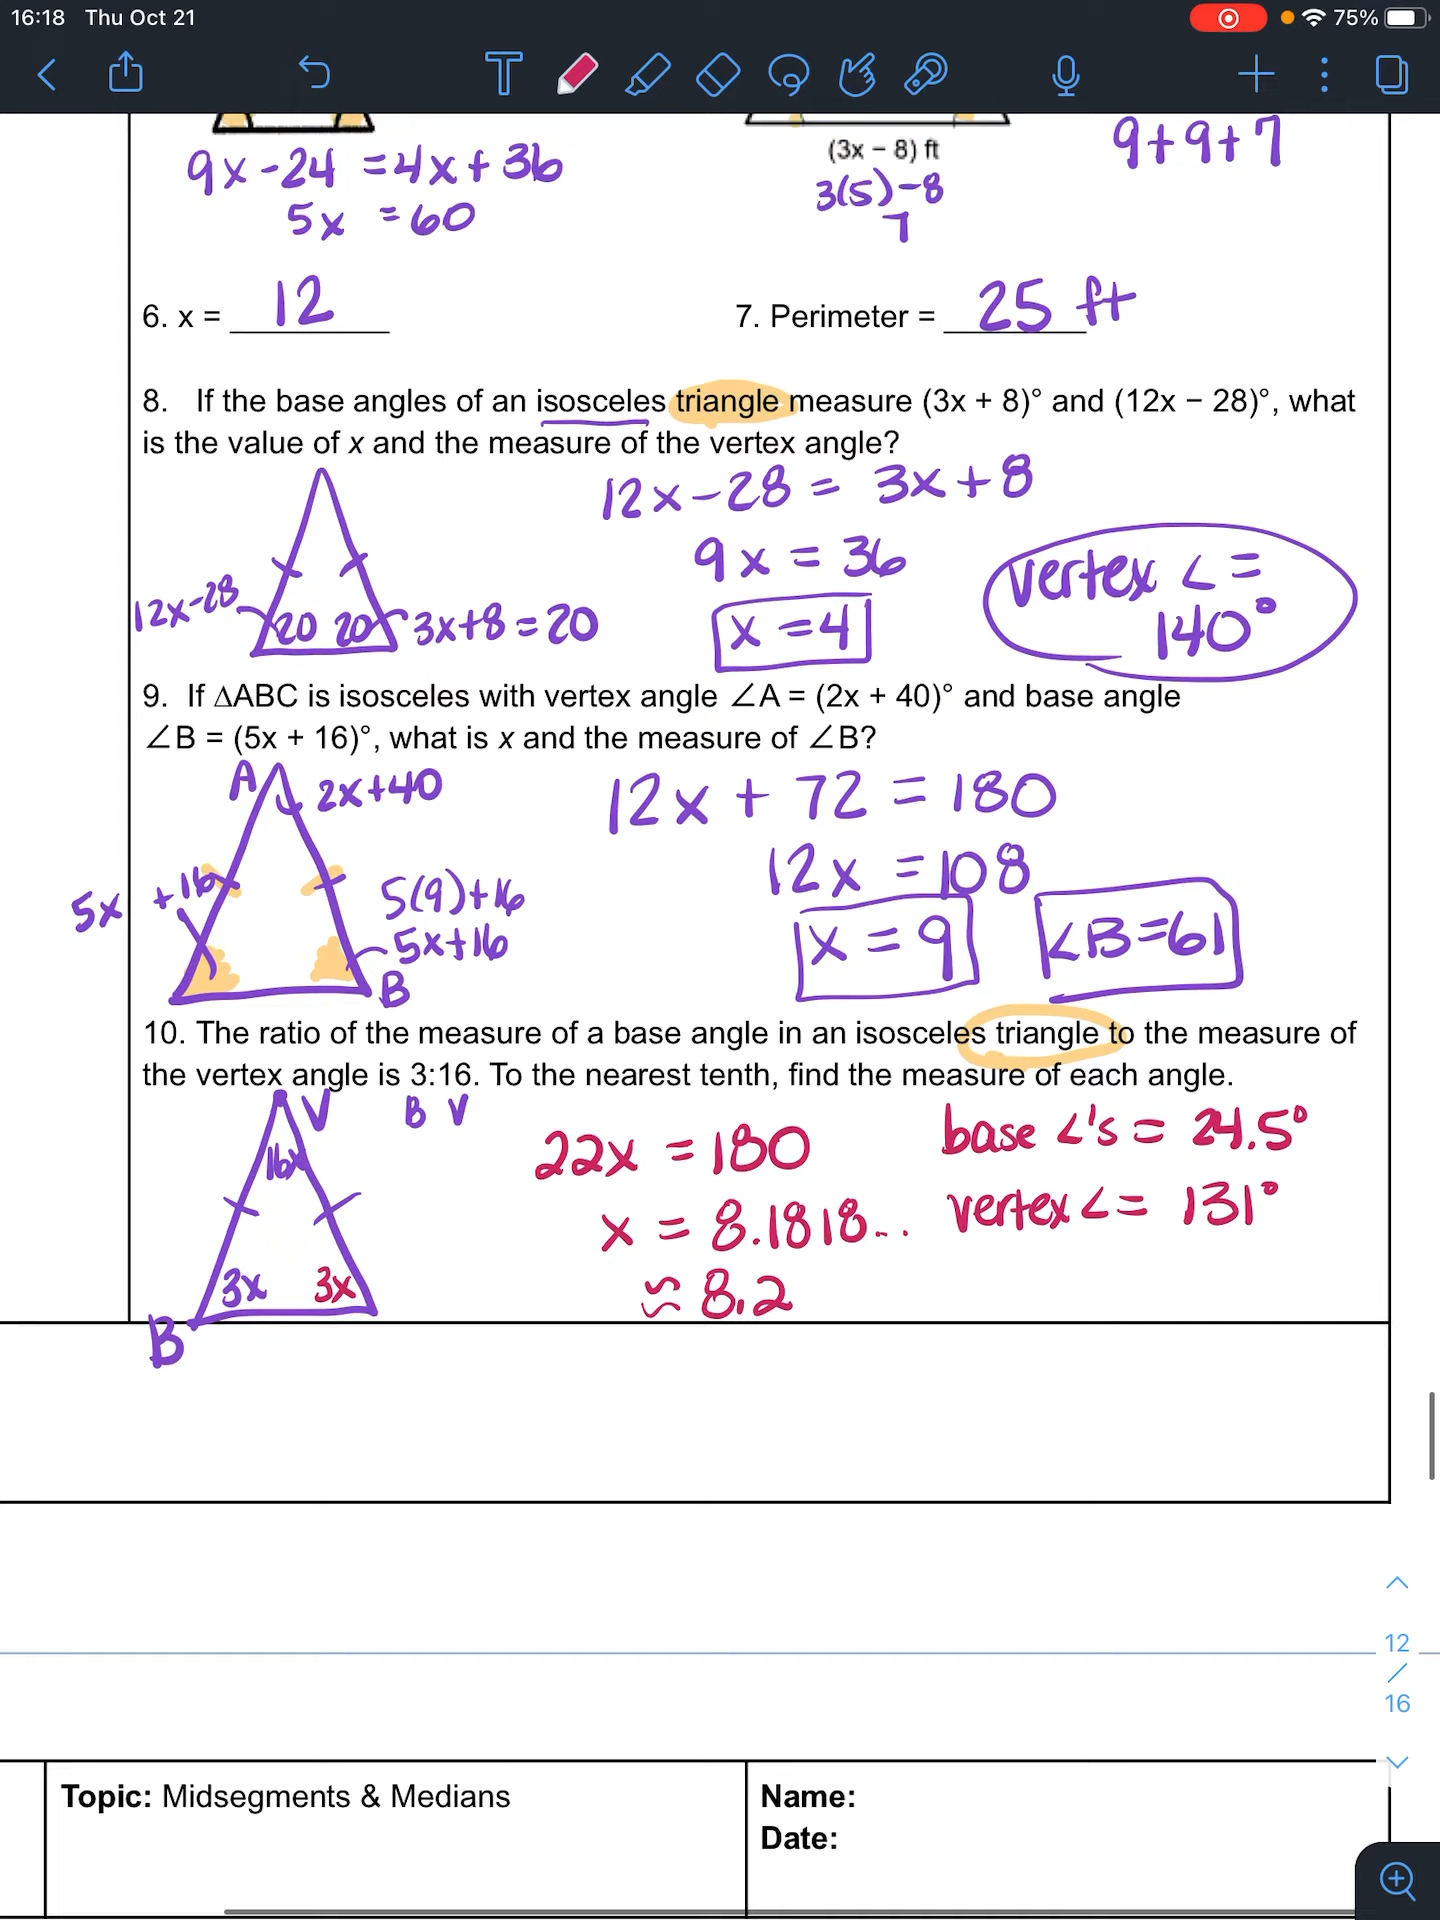 16:18 Thu Oct 21
75%
T
9x-24 = 4x+36
5x = 60
(3x − 8) ft
3(5)-8
7
9+9+7
6. x = 12
7. Perimeter = 25 ft
8. If the base angles of an isosceles triangle measure (3x + 8)° and (12x − 28)°, what
is the value of x and the measure of the vertex angle?
12x-28 = 3x+8
9x = 36
x = 4
vertex ∠ =
140°
12x-28
20 20
3x+8 = 20
9. If ∆ABC is isosceles with vertex angle ∠A = (2x + 40)° and base angle
∠B = (5x + 16)°, what is x and the measure of ∠B?
A
2x+40
12x + 72 = 180
12x = 108
x = 9
∠B=61
5x +16
5(9)+16
5x+16
B
10. The ratio of the measure of a base angle in an isosceles triangle to the measure of
the vertex angle is 3:16. To the nearest tenth, find the measure of each angle.
V
B V
16x
3x 3x
B
22x = 180
x = 8.1818...
≈ 8.2
base ∠'s = 24.5°
vertex ∠ = 131°
12
/
16
Topic: Midsegments & Medians
Name:
Date: